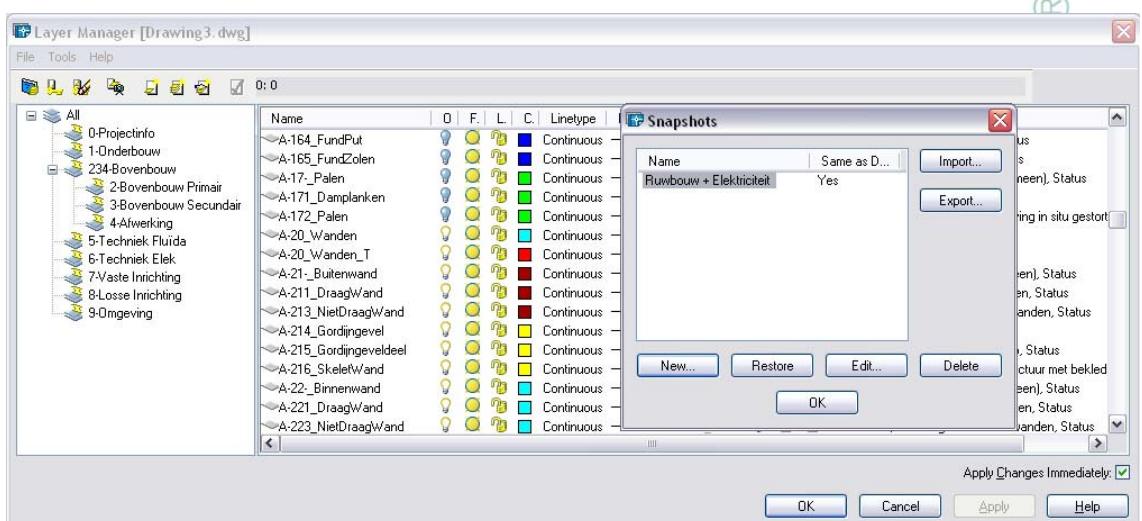 (R)
Layer Manager [Drawing3.dwg]
File Tools Help
0: 0
All
0-Projectinfo
1-Onderbouw
234-Bovenbouw
2-Bovenbouw Primair
3-Bovenbouw Secundair
4-Afwerking
5-Techniek Fluïda
6-Techniek Elek
7-Vaste Inrichting
8-Losse Inrichting
9-Omgeving
Name O F. L. C. Linetype
A-164_FundPut Continuous
A-165_FundZolen Continuous
A-17-_Palen Continuous
A-171_Damplanken Continuous
A-172_Palen Continuous
A-20_Wanden Continuous
A-20_Wanden_T Continuous
A-21-_Buitenwand Continuous
A-211_DraagWand Continuous
A-213_NietDraagWand Continuous
A-214_Gordijngevel Continuous
A-215_Gordijngeveldeel Continuous
A-216_SkeletWand Continuous
A-22-_Binnenwand Continuous
A-221_DraagWand Continuous
A-223_NietDraagWand Continuous
Snapshots
Name Same as D...
Ruwbouw + Elektriciteit Yes
Import...
Export...
New... Restore Edit... Delete
OK
us
s
neen), Status
ing in situ gestort
een), Status
en, Status
anden, Status
, Status
ctuur met bekled
een), Status
en, Status
wanden, Status
Apply Changes Immediately:
OK Cancel Apply Help